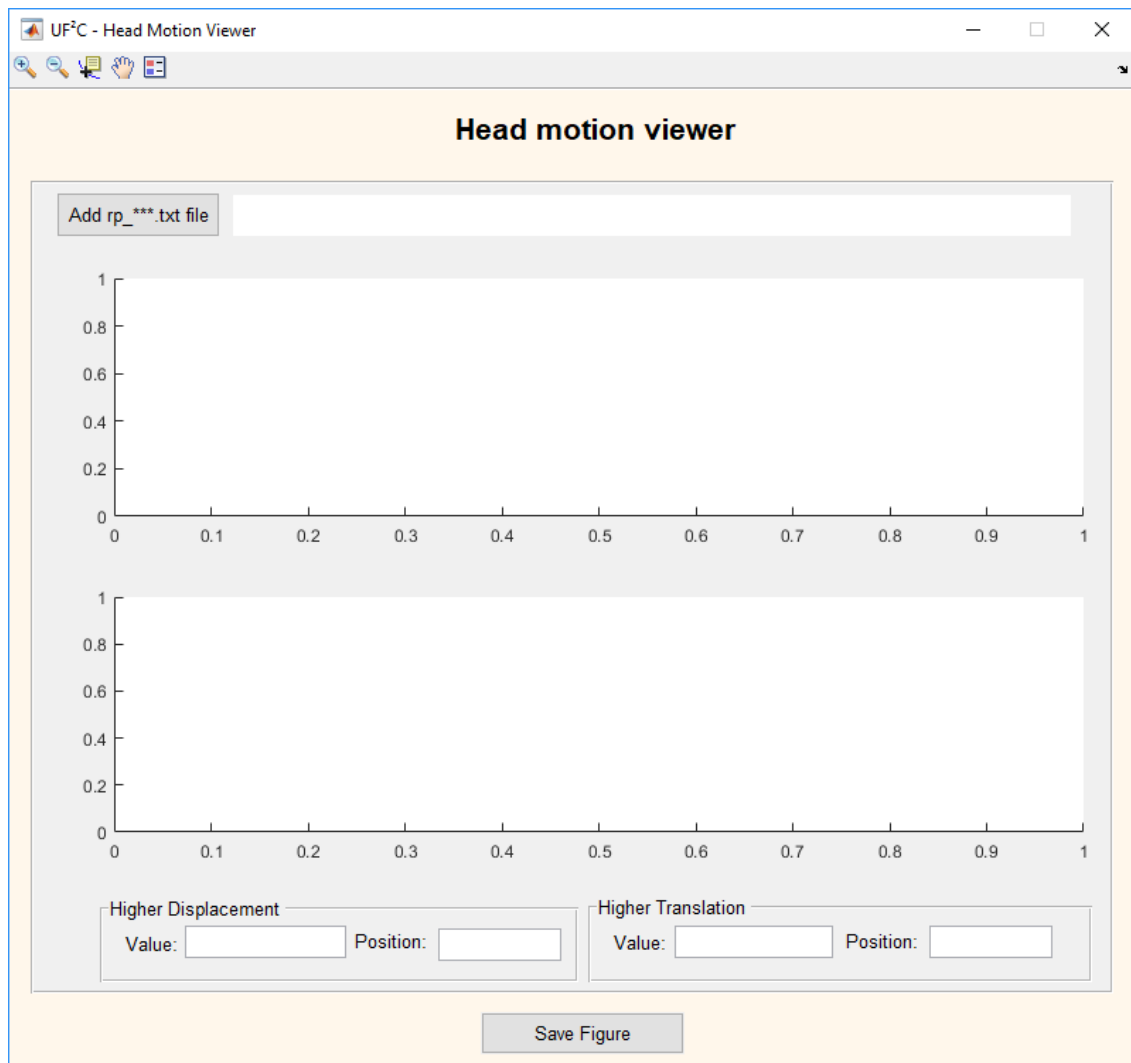 UF²C - Head Motion Viewer
Head motion viewer
Add rp_***.txt file
1
0.8
0.6
0.4
0.2
0
0 0.1 0.2 0.3 0.4 0.5 0.6 0.7 0.8 0.9 1
1
0.8
0.6
0.4
0.2
0
0 0.1 0.2 0.3 0.4 0.5 0.6 0.7 0.8 0.9 1
Higher Displacement
Value: Position:
Higher Translation
Value: Position:
Save Figure